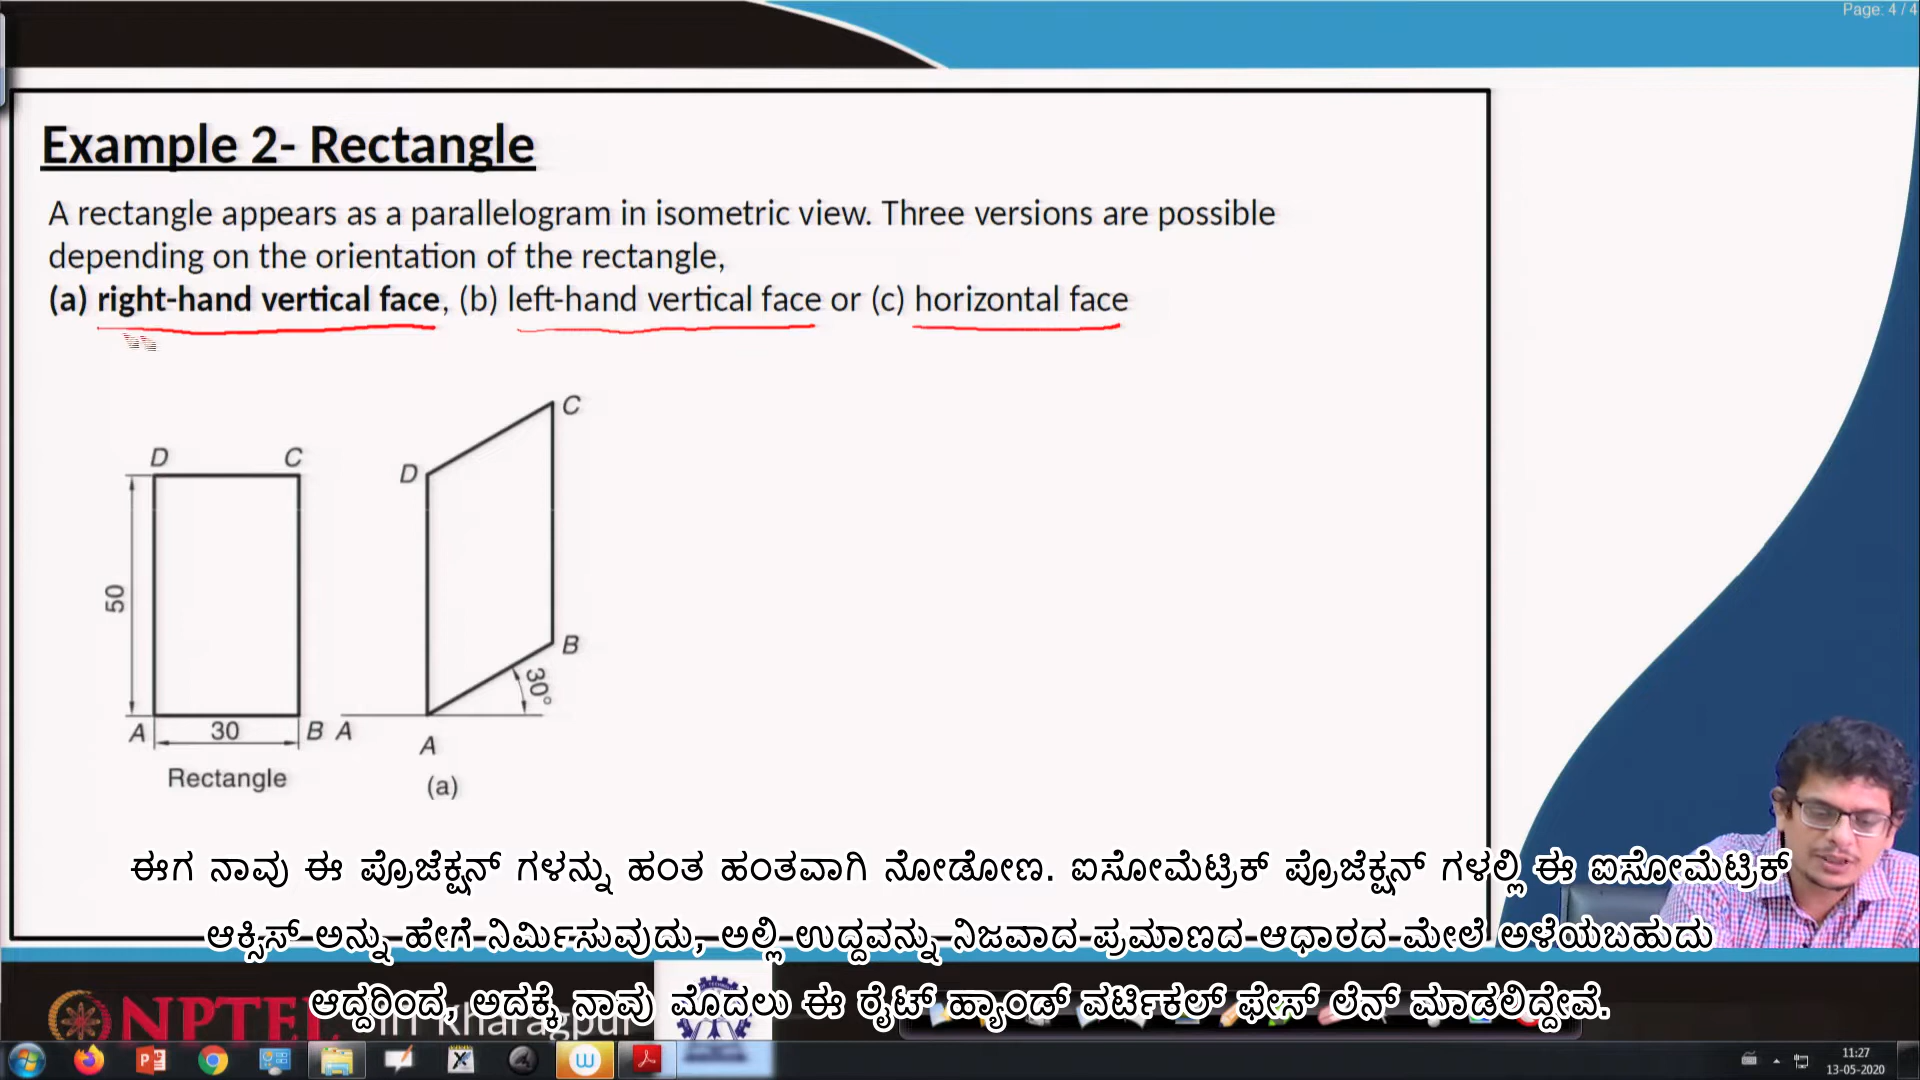 Page: 4 / 4
Example 2- Rectangle
A rectangle appears as a parallelogram in isometric view. Three versions are possible
depending on the orientation of the rectangle,
(a) right-hand vertical face, (b) left-hand vertical face or (c) horizontal face
C
D C D
50
B
30°
A 30 B A
A
Rectangle
(a)
ಈಗ ನಾವು ಈ ಪ್ರೊಜೆಕ್ಷನ್ ಗಳನ್ನು ಹಂತ ಹಂತವಾಗಿ ನೋಡೋಣ. ಐಸೋಮೆಟ್ರಿಕ್ ಪ್ರೊಜೆಕ್ಷನ್ ಗಳಲ್ಲಿ ಈ ಐಸೋಮೆಟ್ರಿಕ್
ಆಕ್ಸಿಸ್ ಅನ್ನು ಹೇಗೆ ನಿರ್ಮಿಸುವುದು, ಅಲ್ಲಿ ಉದ್ದವನ್ನು ನಿಜವಾದ ಪ್ರಮಾಣದ ಆಧಾರದ ಮೇಲೆ ಅಳೆಯಬಹುದು
ಆದ್ದರಿಂದ, ಅದಕ್ಕೆ ನಾವು ಮೊದಲು ಈ ರೈಟ್ ಹ್ಯಾಂಡ್ ವರ್ಟಿಕಲ್ ಫೇಸ್ ಲೆನ್ ಮಾಡಲಿದ್ದೇವೆ.
NPTEL Kharagpur
11:27
13-05-2020